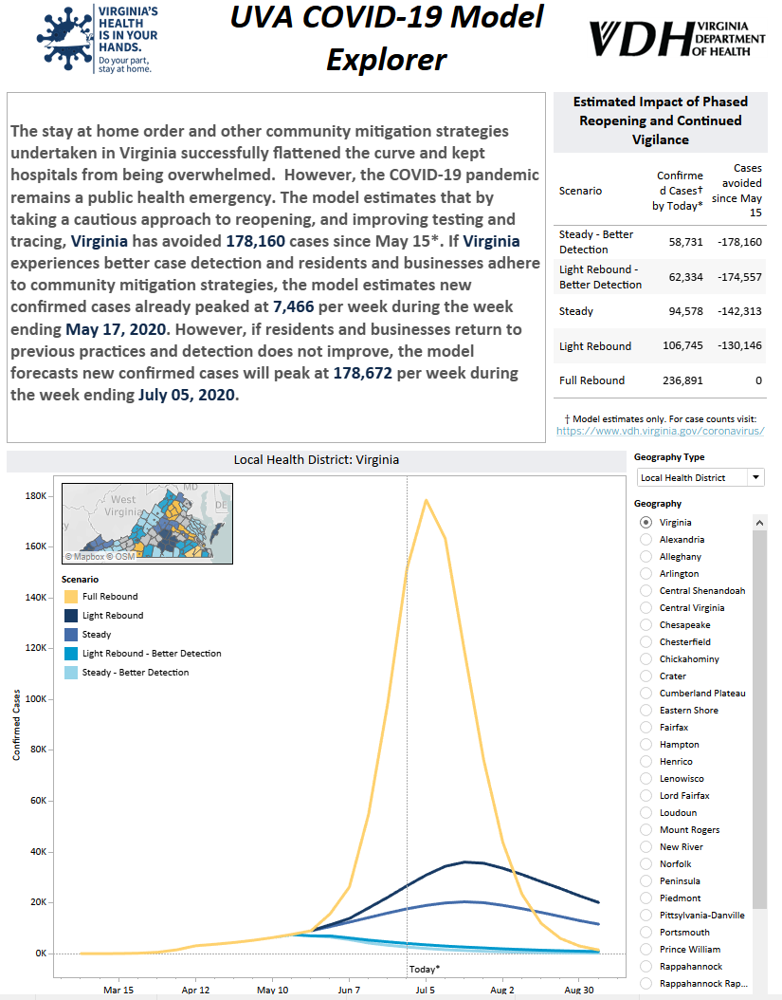 VIRGINIA'S
HEALTH
IS IN YOUR
HANDS.
Do your part,
stay at home.
UVA COVID-19 Model
Explorer
VDH VIRGINIA
DEPARTMENT
OF HEALTH
The stay at home order and other community mitigation strategies
undertaken in Virginia successfully flattened the curve and kept
hospitals from being overwhelmed. However, the COVID-19 pandemic
remains a public health emergency. The model estimates that by
taking a cautious approach to reopening, and improving testing and
tracing, Virginia has avoided 178,160 cases since May 15*. If Virginia
experiences better case detection and residents and businesses adhere
to community mitigation strategies, the model estimates new
confirmed cases already peaked at 7,466 per week during the week
ending May 17, 2020. However, if residents and businesses return to
previous practices and detection does not improve, the model
forecasts new confirmed cases will peak at 178,672 per week during
the week ending July 05, 2020.
Estimated Impact of Phased
Reopening and Continued
Vigilance
Scenario
Confirme
d Cases†
by Today*
Cases
avoided
since May
15
Steady - Better
Detection 58,731 -178,160
Light Rebound -
Better Detection 62,334 -174,557
Steady 94,578 -142,313
Light Rebound 106,745 -130,146
Full Rebound 236,891 0
† Model estimates only. For case counts visit:
https://www.vdh.virginia.gov/coronavirus/
Local Health District: Virginia
180K
160K
140K
120K
100K
80K
60K
40K
20K
0K
Confirmed Cases
MD
West
Virginia
DE
y
© Mapbox © OSM
Scenario
Full Rebound
Light Rebound
Steady
Light Rebound - Better Detection
Steady - Better Detection
Today*
Mar 15 Apr 12 May 10 Jun 7 Jul 5 Aug 2 Aug 30
Geography Type
Local Health District
Geography
Virginia
Alexandria
Alleghany
Arlington
Central Shenandoah
Central Virginia
Chesapeake
Chesterfield
Chickahominy
Crater
Cumberland Plateau
Eastern Shore
Fairfax
Hampton
Henrico
Lenowisco
Lord Fairfax
Loudoun
Mount Rogers
New River
Norfolk
Peninsula
Piedmont
Pittsylvania-Danville
Portsmouth
Prince William
Rappahannock
Rappahannock Rap...